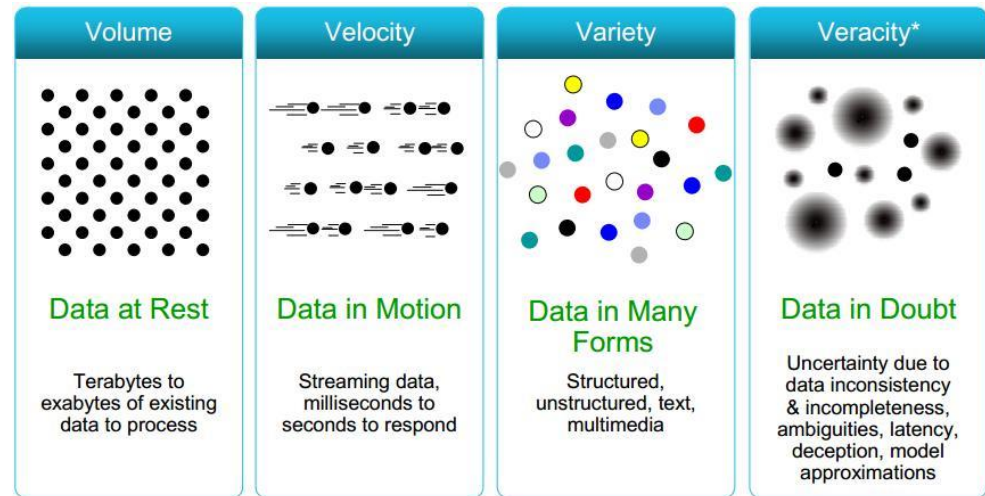 Volume
Data at Rest
Terabytes to
exabytes of existing
data to process
Velocity
Data in Motion
Streaming data,
milliseconds to
seconds to respond
Variety
Data in Many
Forms
Structured,
unstructured, text,
multimedia
Veracity*
Data in Doubt
Uncertainty due to
data inconsistency
& incompleteness,
ambiguities, latency,
deception, model
approximations